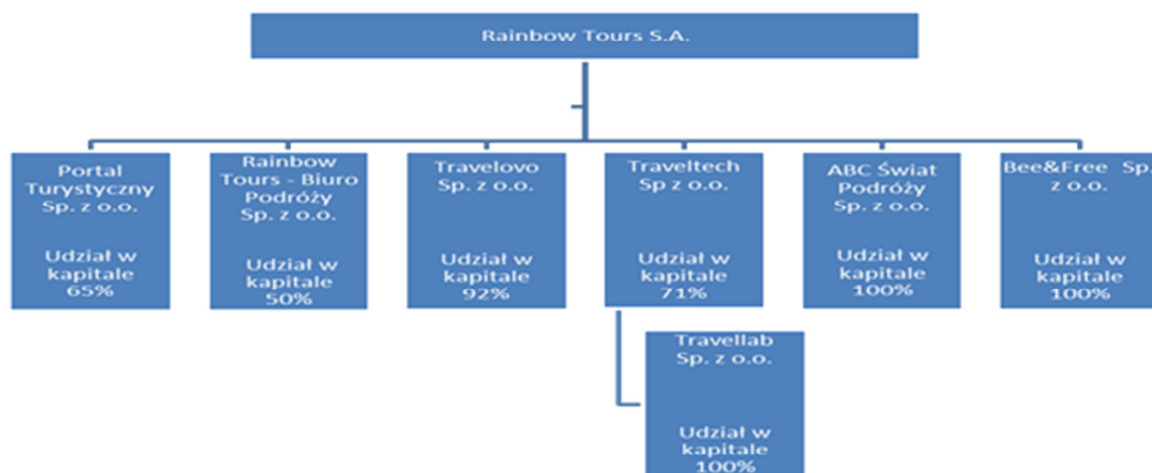 Rainbow Tours S.A.
Portal
Turystyczny
Sp. z o.o.
Udział w
kapitale
65%
Rainbow
Tours - Biuro
Podróży
Sp. z o.o.
Udział w
kapitale
50%
Travelovo
Sp. z o.o.
Udział w
kapitale
92%
Traveltech
Sp z o.o.
Udział w
kapitale
71%
ABC Świat
Podróży
Sp. z o.o.
Udział w
kapitale
100%
Bee&Free Sp.
z o.o.
Udział w
kapitale
100%
Travellab
Sp. z o.o.
Udział w
kapitale
100%